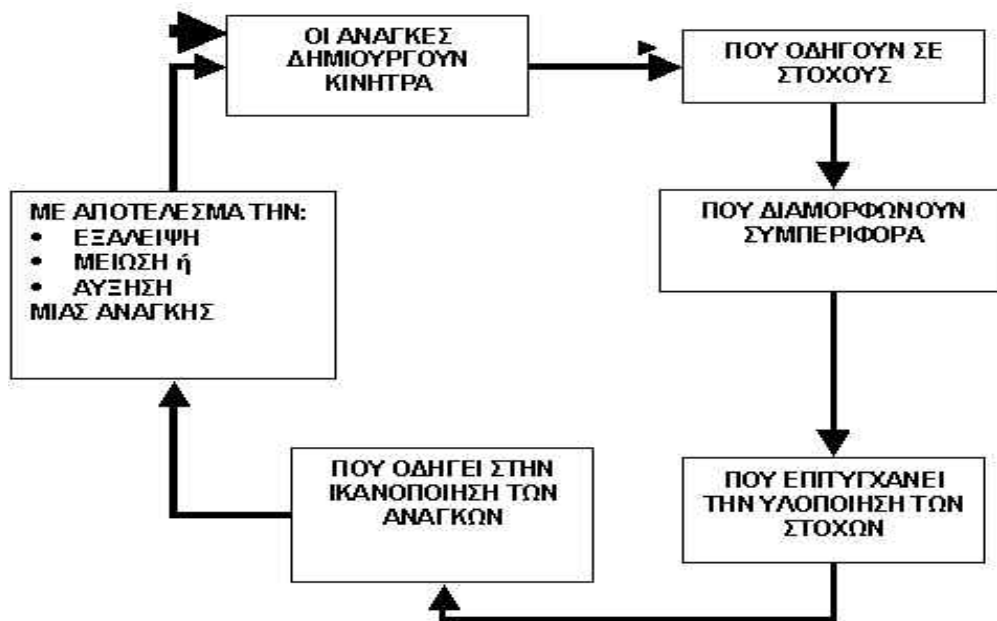 ΟΙ ΑΝΑΓΚΕΣ
ΔΗΜΙΟΥΡΓΟΥΝ
ΚΙΝΗΤΡΑ
ΠΟΥ ΟΔΗΓΟΥΝ ΣΕ
ΣΤΟΧΟΥΣ
ΠΟΥ ΔΙΑΜΟΡΦΩΝΟΥΝ
ΣΥΜΠΕΡΙΦΟΡΑ
ΠΟΥ ΕΠΙΤΥΓΧΑΝΕΙ
ΤΗΝ ΥΛΟΠΟΙΗΣΗ ΤΩΝ
ΣΤΟΧΩΝ
ΠΟΥ ΟΔΗΓΕΙ ΣΤΗΝ
ΙΚΑΝΟΠΟΙΗΣΗ ΤΩΝ
ΑΝΑΓΚΩΝ
ΜΕ ΑΠΟΤΕΛΕΣΜΑ ΤΗΝ:
• ΕΞΑΛΕΙΨΗ
• ΜΕΙΩΣΗ ή
• ΑΥΞΗΣΗ
ΜΙΑΣ ΑΝΑΓΚΗΣ